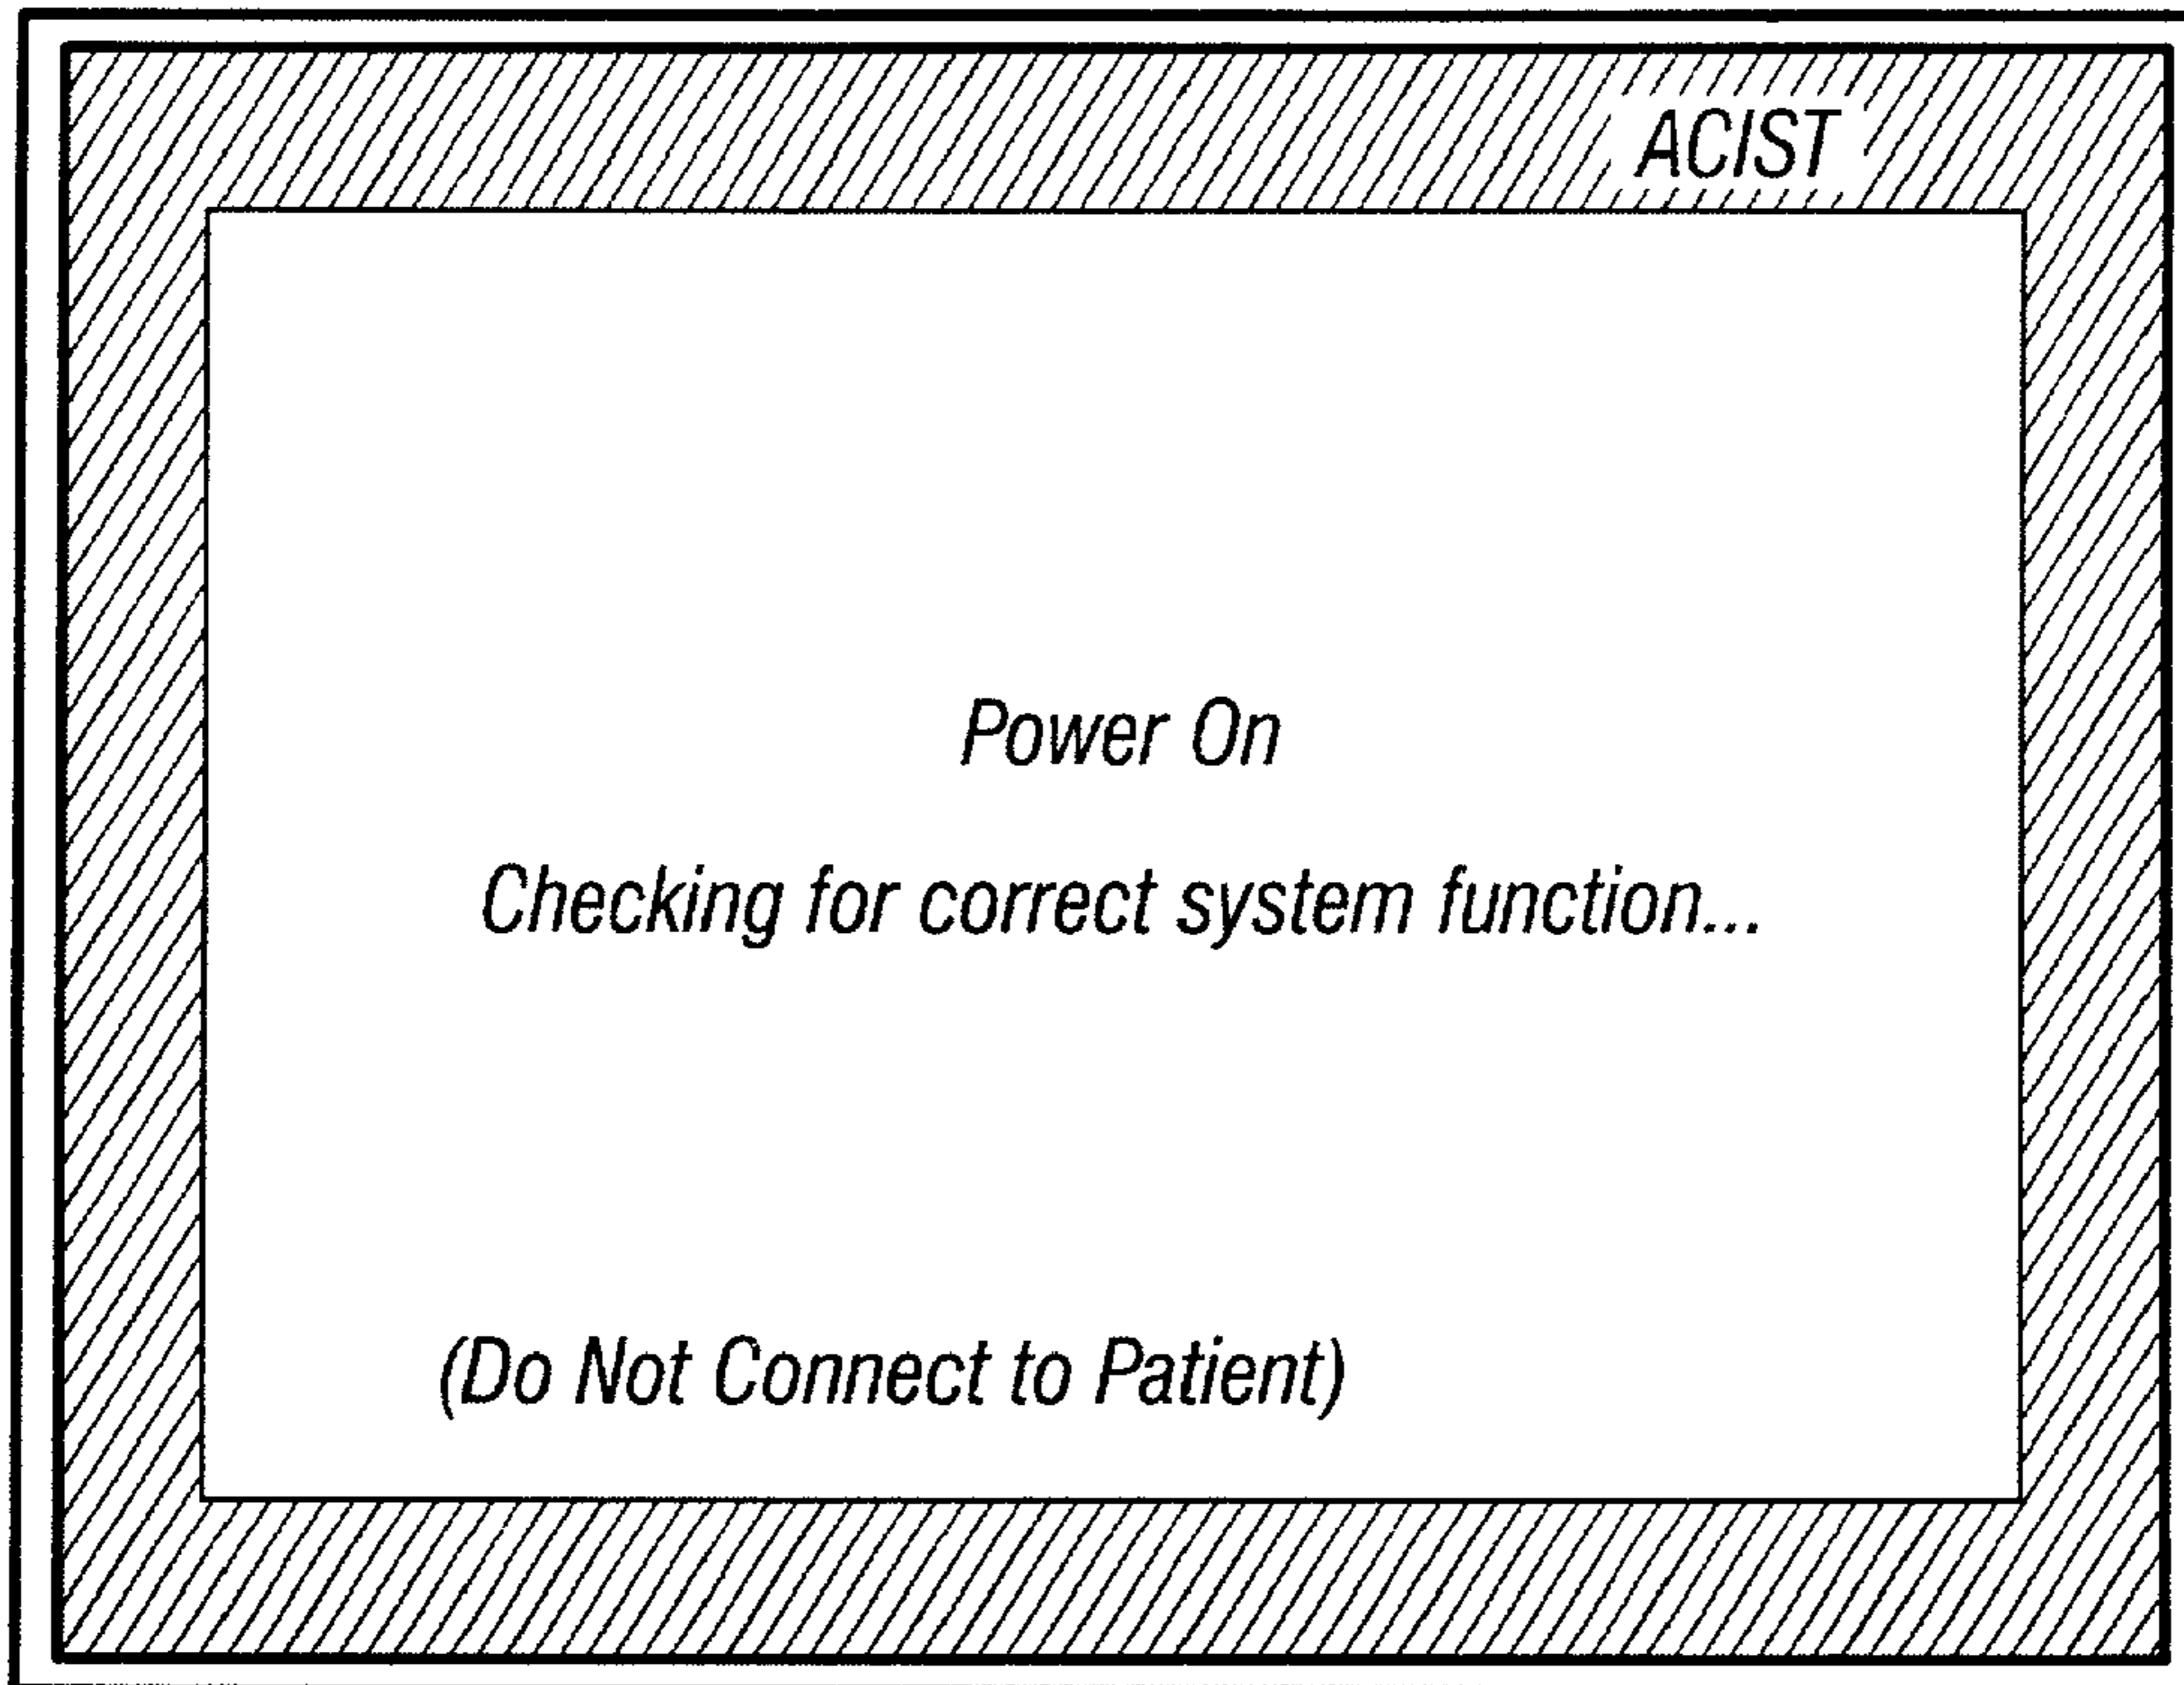 ACIST
Power On
Checking for correct system function...
(Do Not Connect to Patient)